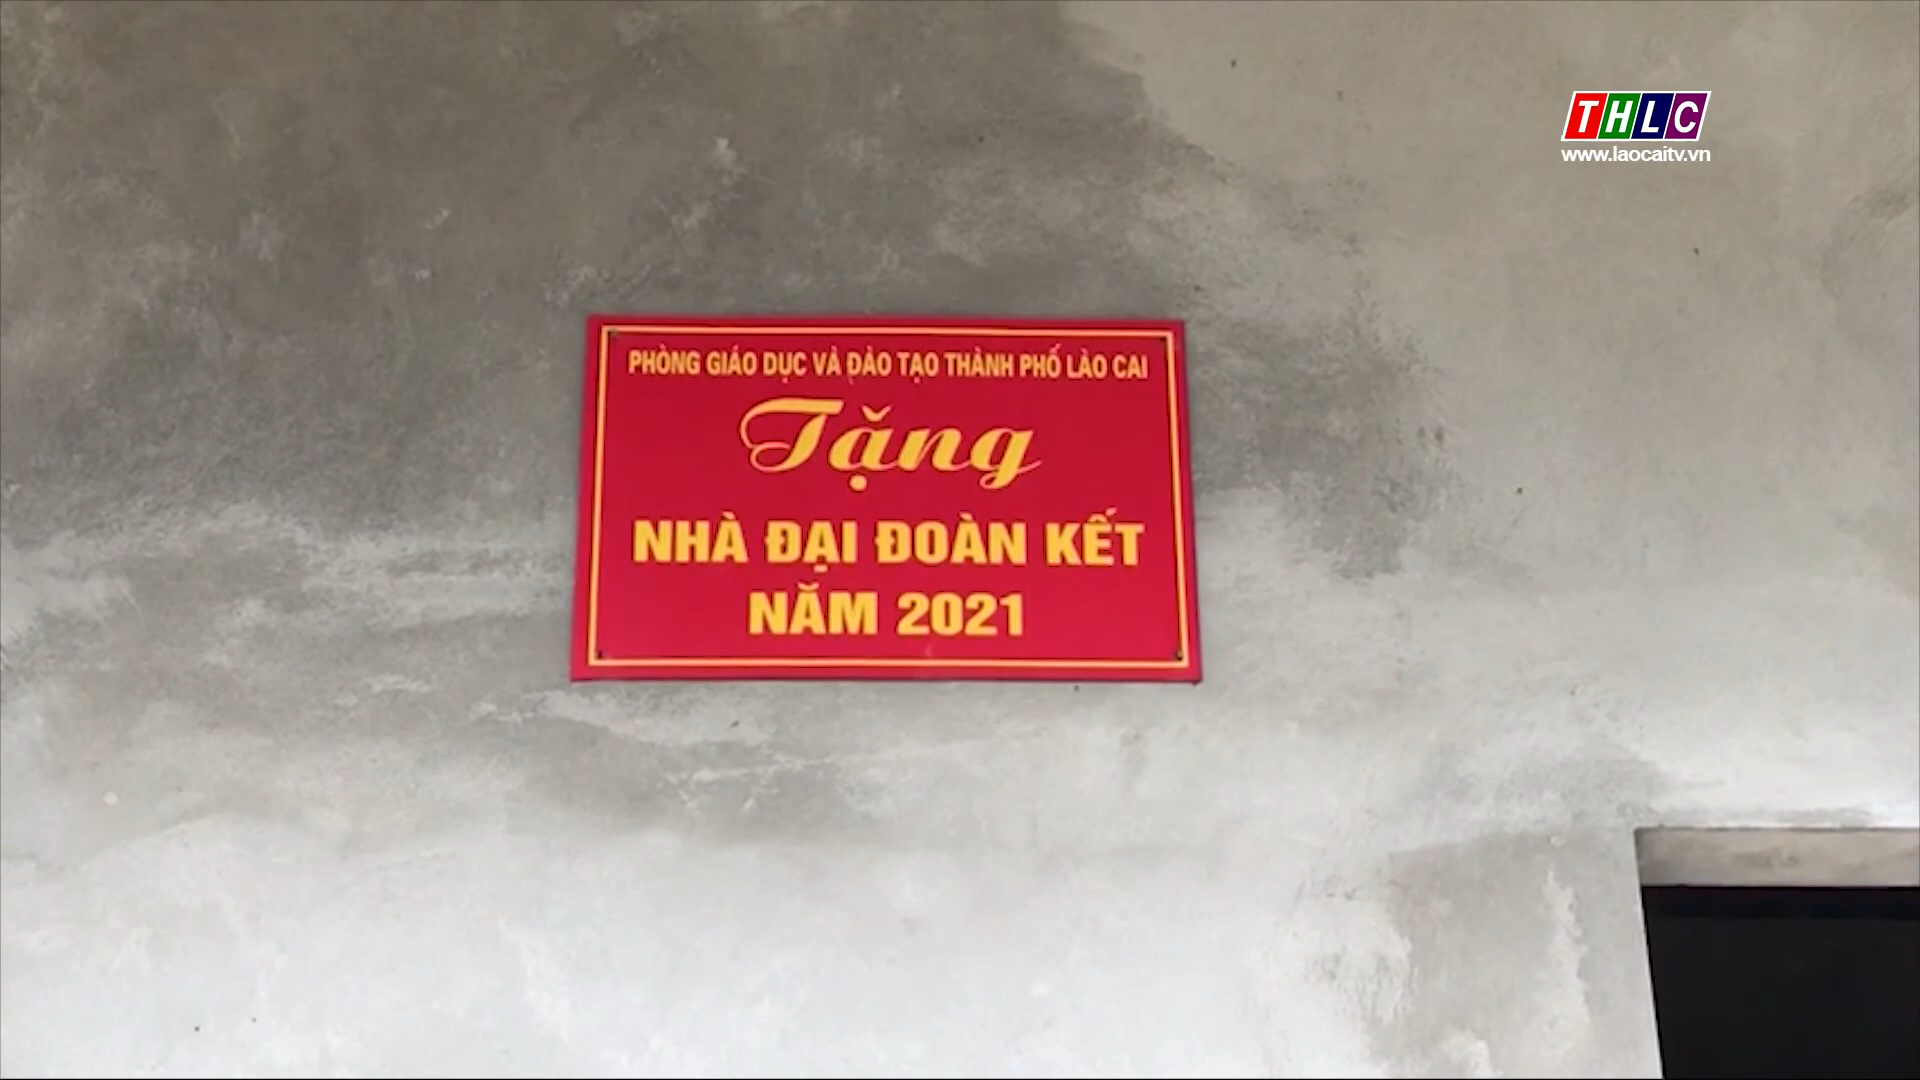 THLC
www.laocaitv.vn
PHÒNG GIÁO DỤC VÀ ĐÀO TẠO THÀNH PHỐ LÀO CAI
Tặng
NHÀ ĐẠI ĐOÀN KẾT
NĂM 2021